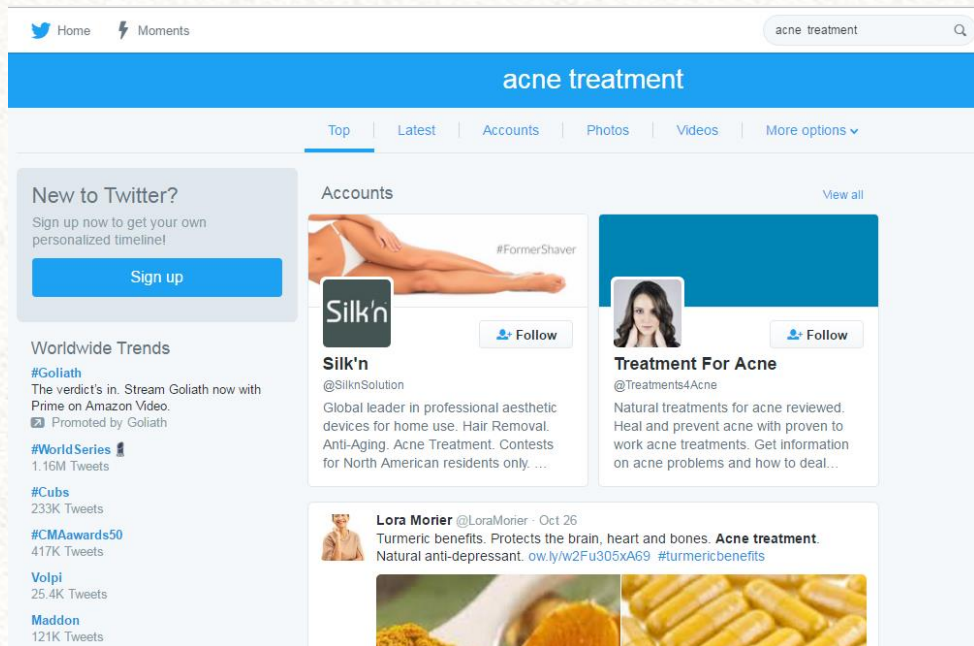 Home Moments acne treatment
acne treatment
Top Latest Accounts Photos Videos More options
New to Twitter?
Sign up now to get your own
personalized timeline!
Sign up
Worldwide Trends
#Goliath
The verdict's in. Stream Goliath now with
Prime on Amazon Video.
Promoted by Goliath
#WorldSeries
1.16M Tweets
#Cubs
233K Tweets
#CMAawards50
417K Tweets
Volpi
25.4K Tweets
Maddon
121K Tweets
Accounts View all
#FormerShaver
Silk'n
Follow
Silk'n
@SilknSolution
Global leader in professional aesthetic
devices for home use. Hair Removal.
Anti-Aging. Acne Treatment. Contests
for North American residents only. …
Follow
Treatment For Acne
@Treatments4Acne
Natural treatments for acne reviewed.
Heal and prevent acne with proven to
work acne treatments. Get information
on acne problems and how to deal…
Lora Morier @LoraMorier · Oct 26
Turmeric benefits. Protects the brain, heart and bones. Acne treatment.
Natural anti-depressant. ow.ly/w2Fu305xA69 #turmericbenefits